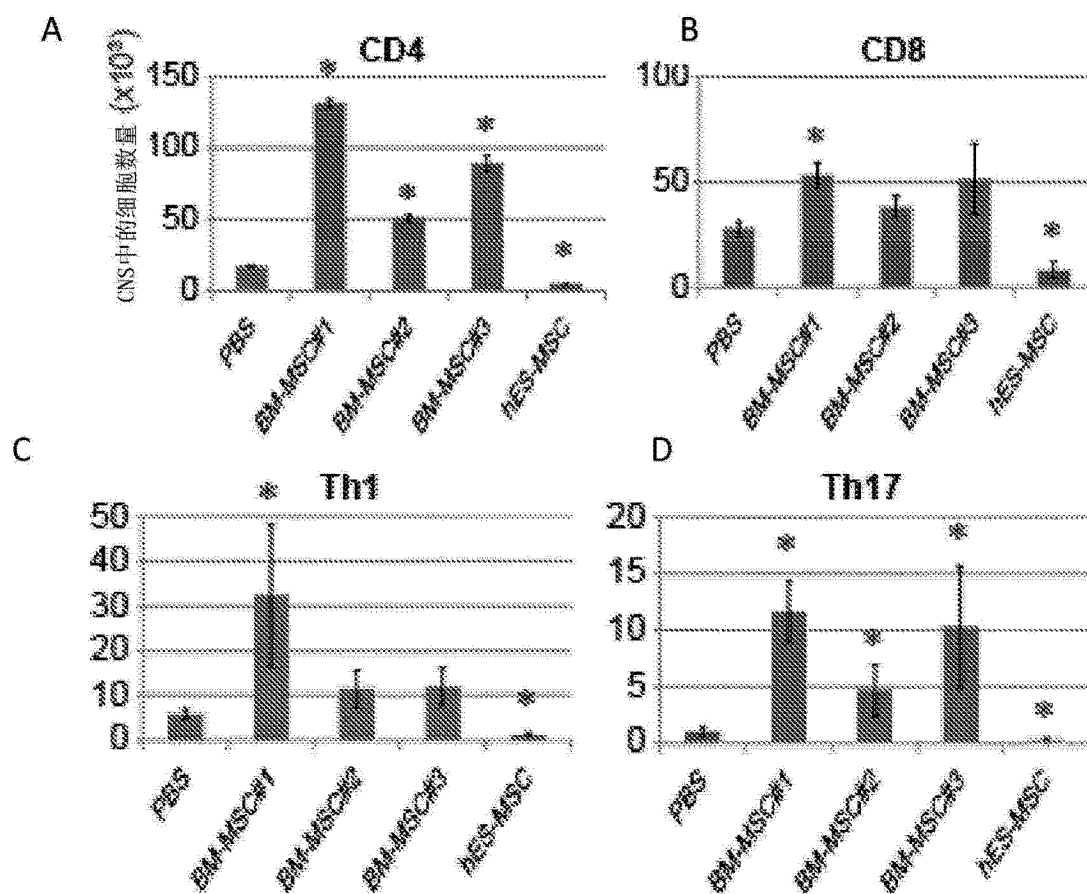 A
CD4
CNS中的细胞数量 (x10³)
150
100
50
0
*
*
*
*
PBS
BM-MSC#1
BM-MSC#2
BM-MSC#3
hES-MSC
B
CD8
100
50
0
*
*
PBS
BM-MSC#1
BM-MSC#2
BM-MSC#3
hES-MSC
C
Th1
50
40
30
20
10
0
*
*
PBS
BM-MSC#1
BM-MSC#2
BM-MSC#3
hES-MSC
D
Th17
20
15
10
5
0
*
*
*
*
PBS
BM-MSC#1
BM-MSC#2
BM-MSC#3
hES-MSC